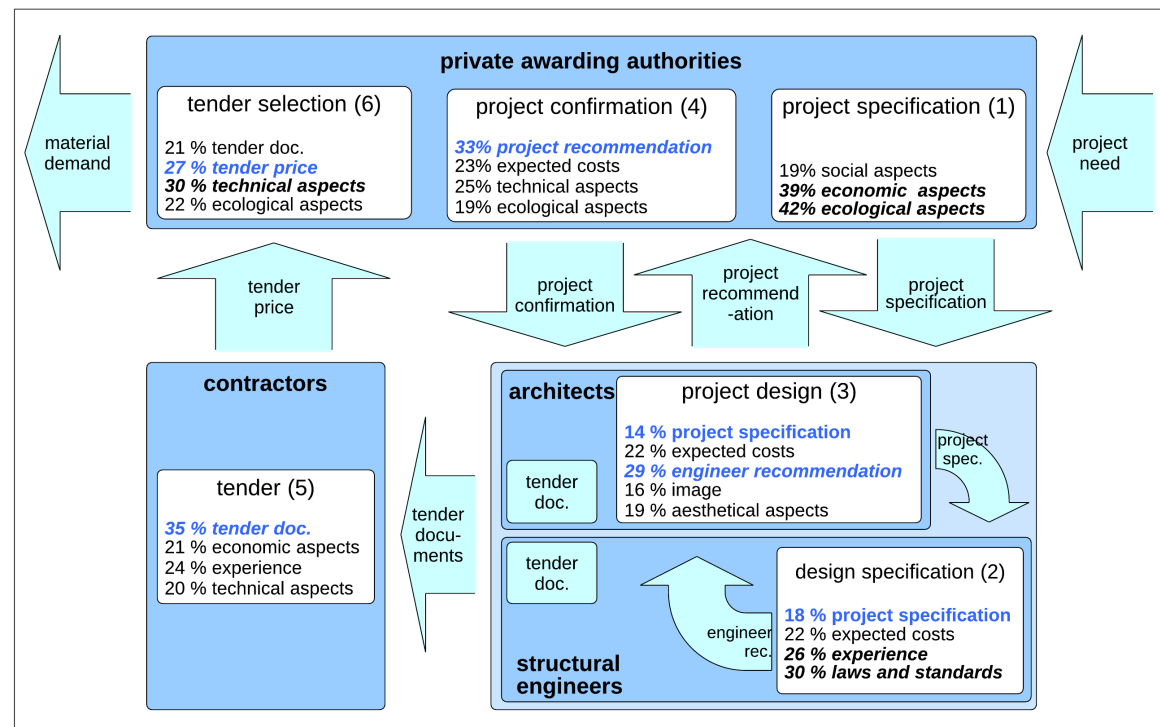 private awarding authorities
tender selection (6)
21 % tender doc.
27 % tender price
30 % technical aspects
22 % ecological aspects
project confirmation (4)
33% project recommendation
23% expected costs
25% technical aspects
19% ecological aspects
project specification (1)
19% social aspects
39% economic aspects
42% ecological aspects
material
demand
project
need
tender
price
project
confirmation
project
recommend
-ation
project
specification
contractors
tender (5)
35 % tender doc.
21 % economic aspects
24 % experience
20 % technical aspects
tender
docu-
ments
architects
project design (3)
14 % project specification
22 % expected costs
29 % engineer recommendation
16 % image
19 % aesthetical aspects
tender
doc.
project
spec.
tender
doc.
design specification (2)
18 % project specification
22 % expected costs
26 % experience
30 % laws and standards
engineer
rec.
structural
engineers